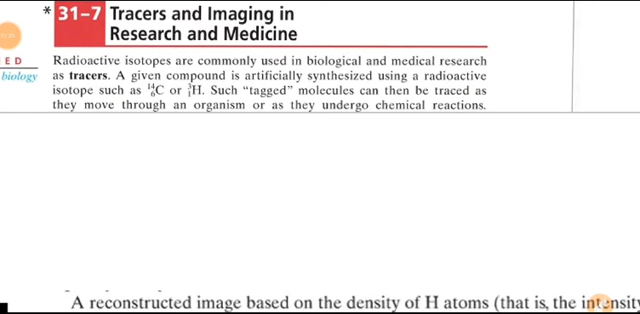 * 31–7 Tracers and Imaging in
Research and Medicine
IED
biology
Radioactive isotopes are commonly used in biological and medical research
as tracers. A given compound is artificially synthesized using a radioactive
isotope such as ¹⁴₆C or ³₁H. Such “tagged” molecules can then be traced as
they move through an organism or as they undergo chemical reactions.
A reconstructed image based on the density of H atoms (that is, the intensity